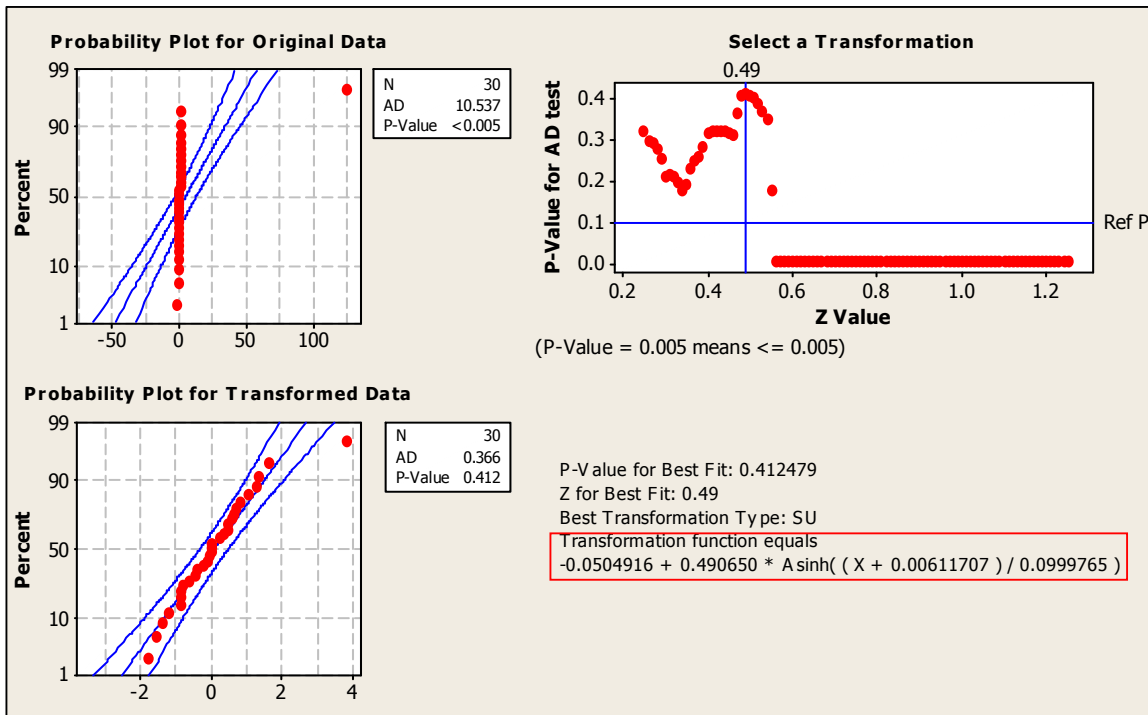 Probability Plot for Original Data
99
90
50
10
1
Percent
-50
0
50
100
N 30
AD 10.537
P-Value <0.005
Select a Transformation
0.49
0.4
0.3
0.2
0.1
0.0
P-Value for AD test
Ref P
0.2
0.4
0.6
0.8
1.0
1.2
Z Value
(P-Value = 0.005 means <= 0.005)
Probability Plot for Transformed Data
99
90
50
10
1
Percent
-2
0
2
4
N 30
AD 0.366
P-Value 0.412
P-Value for Best Fit: 0.412479
Z for Best Fit: 0.49
Best Transformation Type: SU
Transformation function equals
-0.0504916 + 0.490650 * Asinh( ( X + 0.00611707 ) / 0.0999765 )